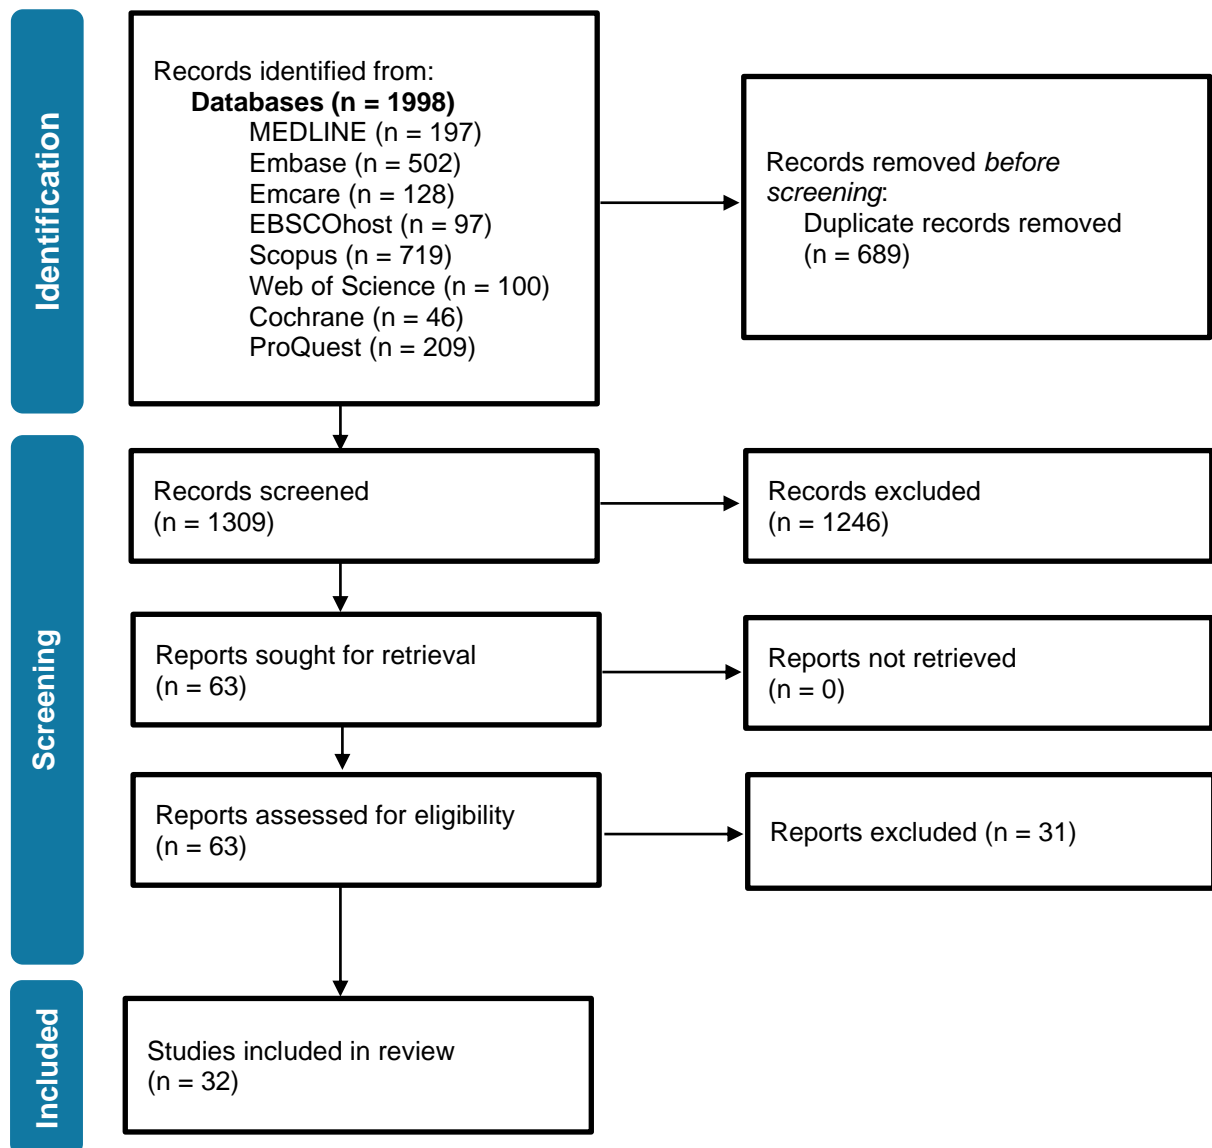 Identification
Records identified from:
Databases (n = 1998)
MEDLINE (n = 197)
Embase (n = 502)
Emcare (n = 128)
EBSCOhost (n = 97)
Scopus (n = 719)
Web of Science (n = 100)
Cochrane (n = 46)
ProQuest (n = 209)
Records removed before
screening:
Duplicate records removed
(n = 689)
Screening
Records screened
(n = 1309)
Records excluded
(n = 1246)
Reports sought for retrieval
(n = 63)
Reports not retrieved
(n = 0)
Reports assessed for eligibility
(n = 63)
Reports excluded (n = 31)
Included
Studies included in review
(n = 32)